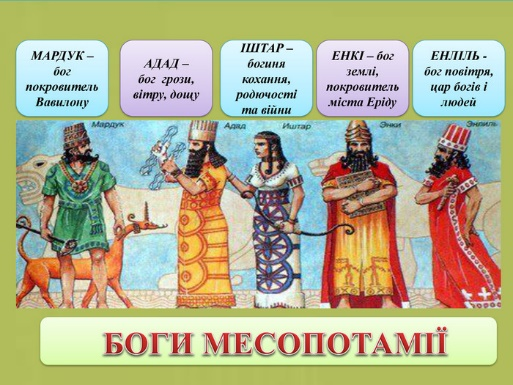 МАРДУК –
бог
покровитель
Вавилону
АДАД –
бог грози,
вітру, дощу
ІШТАР –
богиня
кохання,
родючості
та війни
ЕНКІ – бог
землі,
покровитель
міста Еріду
ЕНЛІЛЬ -
бог повітря,
цар богів і
людей
Мардук
Адад
Иштар
Энки
Энлиль
БОГИ МЕСОПОТАМІЇ